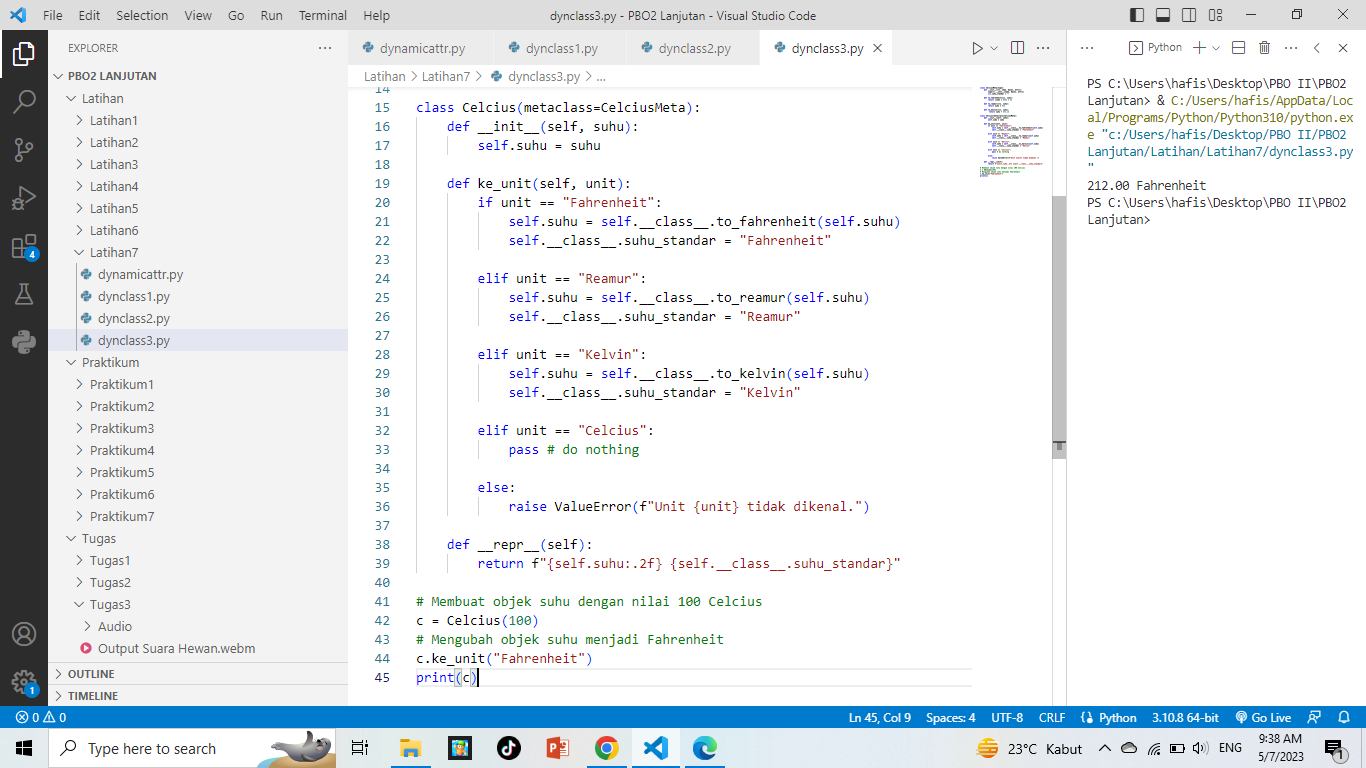 File Edit Selection View Go Run Terminal Help
dynclass3.py - PBO2 Lanjutan - Visual Studio Code
EXPLORER
PBO2 LANJUTAN
Latihan
Latihan1
Latihan2
Latihan3
Latihan4
Latihan5
Latihan6
Latihan7
dynamicattr.py
dynclass1.py
dynclass2.py
dynclass3.py
Praktikum
Praktikum1
Praktikum2
Praktikum3
Praktikum4
Praktikum5
Praktikum6
Praktikum7
Tugas
Tugas1
Tugas2
Tugas3
Audio
Output Suara Hewan.webm
OUTLINE
TIMELINE
4
1
dynamicattr.py dynclass1.py dynclass2.py dynclass3.py
Latihan > Latihan7 > dynclass3.py > ...
14
15 class Celcius(metaclass=CelciusMeta):
16     def __init__(self, suhu):
17         self.suhu = suhu
18
19     def ke_unit(self, unit):
20         if unit == "Fahrenheit":
21             self.suhu = self.__class__.to_fahrenheit(self.suhu)
22             self.__class__.suhu_standar = "Fahrenheit"
23
24         elif unit == "Reamur":
25             self.suhu = self.__class__.to_reamur(self.suhu)
26             self.__class__.suhu_standar = "Reamur"
27
28         elif unit == "Kelvin":
29             self.suhu = self.__class__.to_kelvin(self.suhu)
30             self.__class__.suhu_standar = "Kelvin"
31
32         elif unit == "Celcius":
33             pass # do nothing
34
35         else:
36             raise ValueError(f"Unit {unit} tidak dikenal.")
37
38     def __repr__(self):
39         return f"{self.suhu:.2f} {self.__class__.suhu_standar}"
40
41 # Membuat objek suhu dengan nilai 100 Celcius
42 c = Celcius(100)
43 # Mengubah objek suhu menjadi Fahrenheit
44 c.ke_unit("Fahrenheit")
45 print(c)
Python
PS C:\Users\hafis\Desktop\PBO II\PBO2
Lanjutan> & C:/Users/hafis/AppData/Loc
al/Programs/Python/Python310/python.ex
e "c:/Users/hafis/Desktop/PBO II/PBO2
Lanjutan/Latihan/Latihan7/dynclass3.py
"
212.00 Fahrenheit
PS C:\Users\hafis\Desktop\PBO II\PBO2
Lanjutan>
0 0 Ln 45, Col 9 Spaces: 4 UTF-8 CRLF Python 3.10.8 64-bit Go Live
Type here to search
23°C Kabut
ENG
9:38 AM
5/7/2023
1